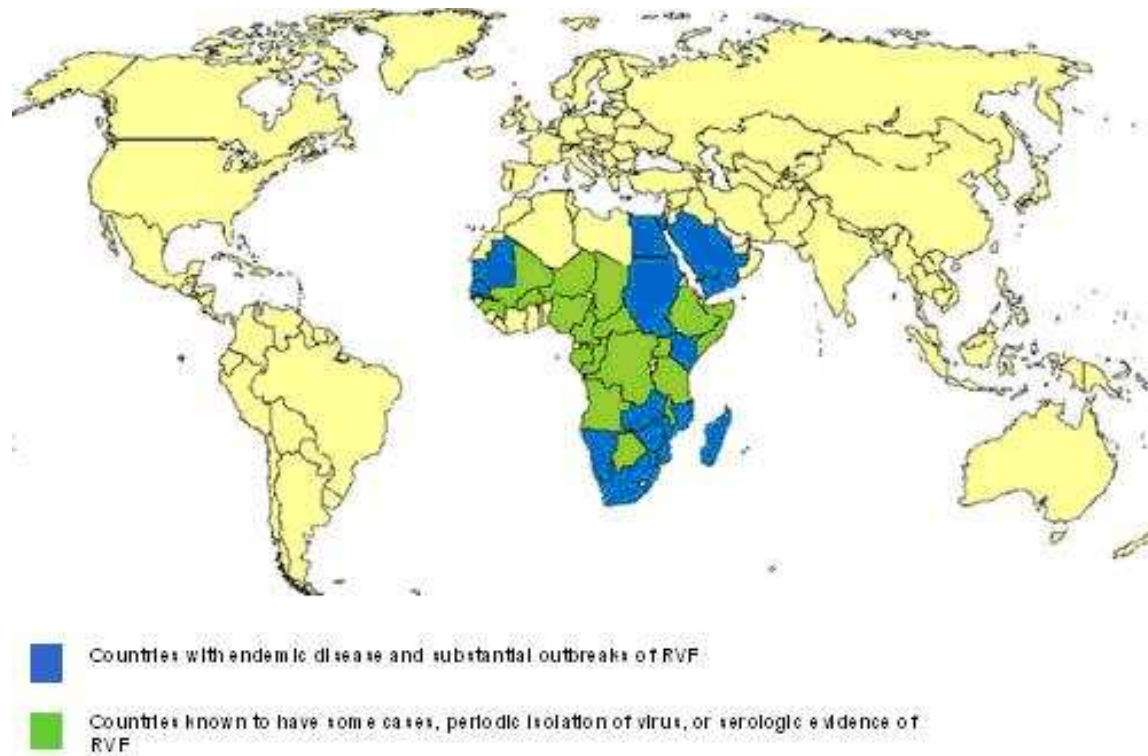 Countries with endemic disease and substantial outbreaks of RVF
Countries known to have some cases, periodic isolation of virus, or serologic evidence of
RVF